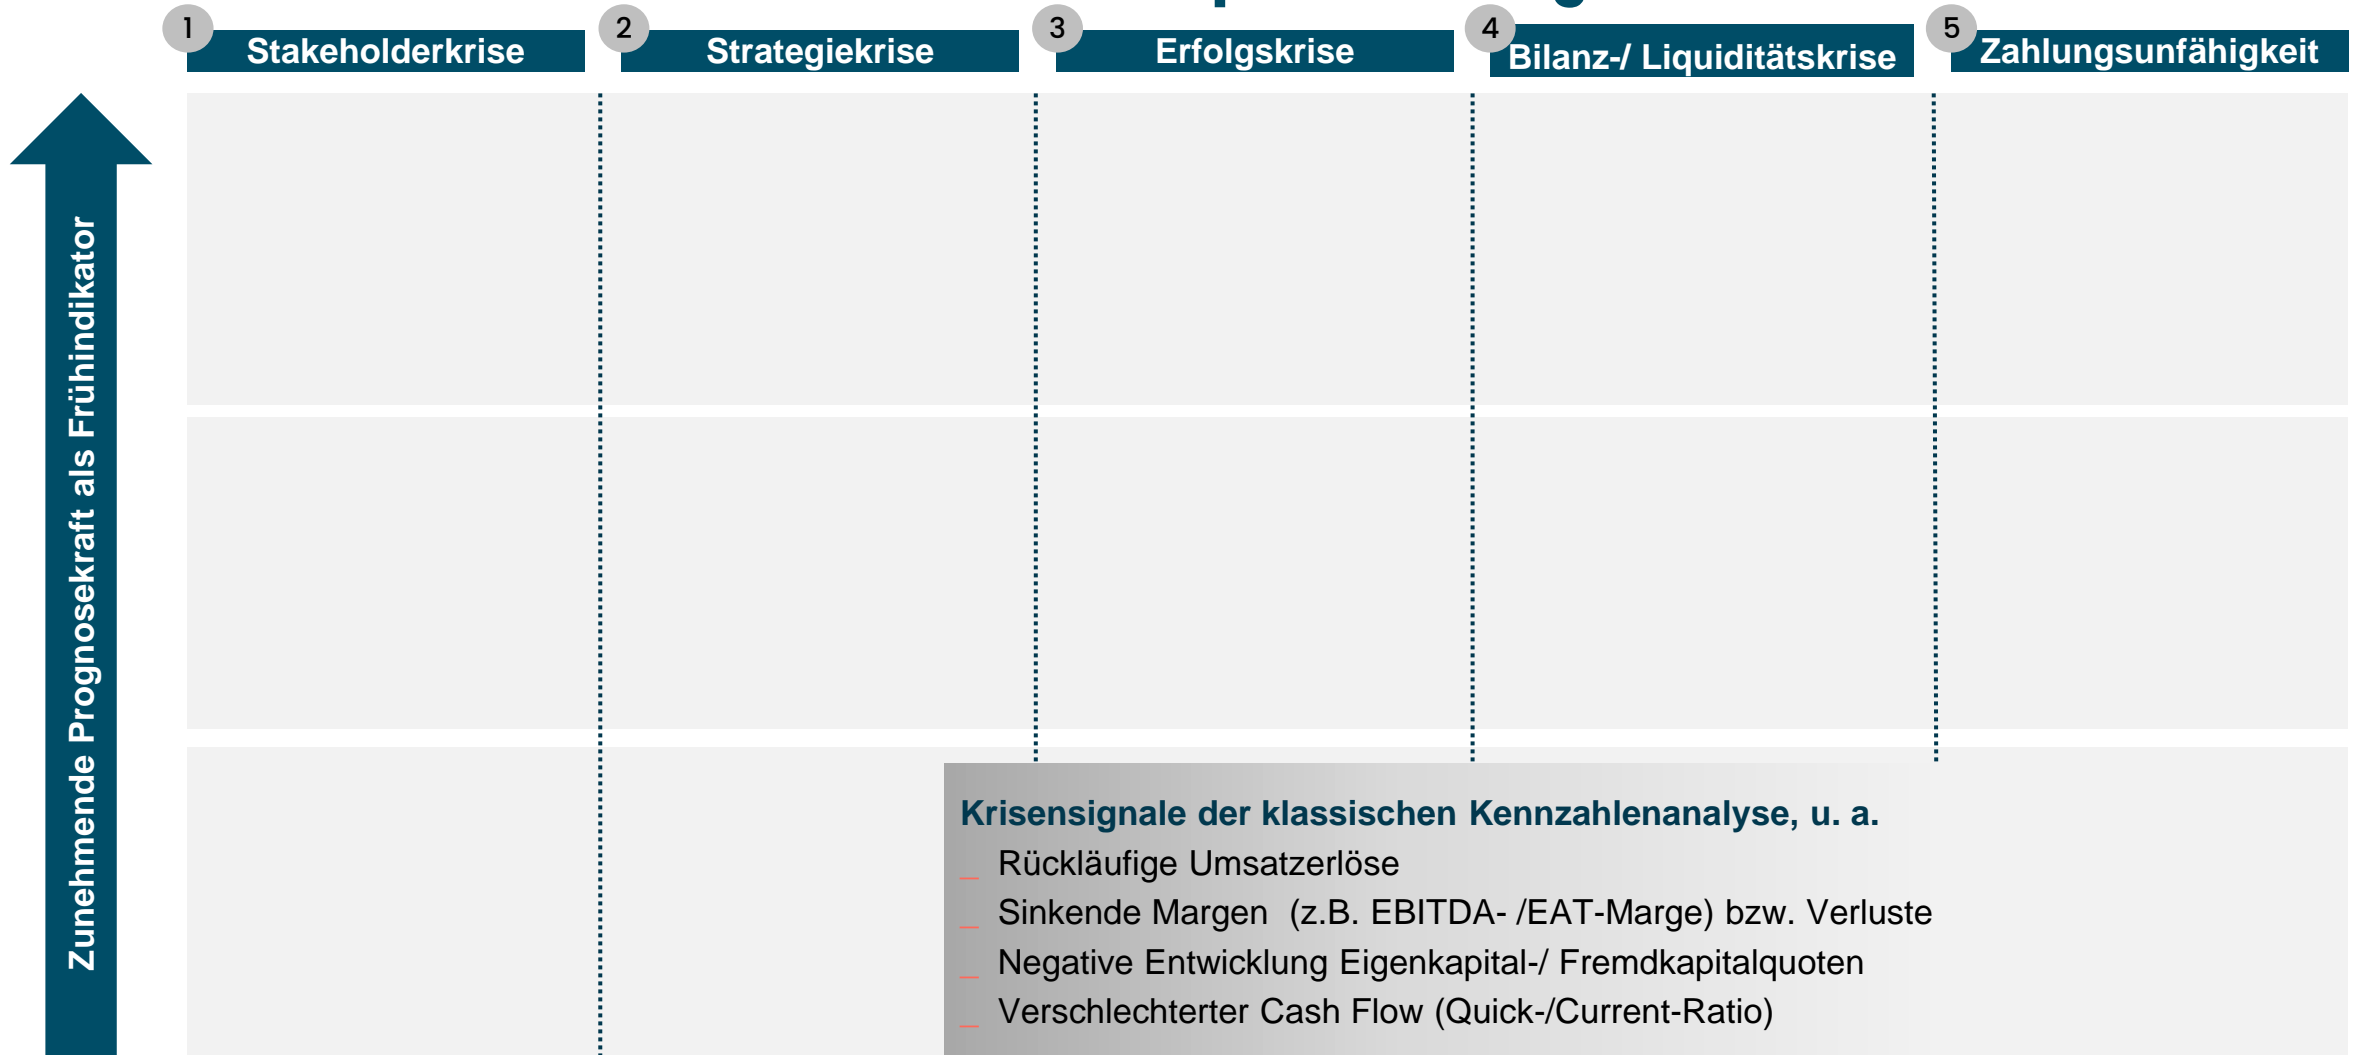 1
Stakeholderkrise
2
Strategiekrise
3
Erfolgskrise
4
Bilanz-/ Liquiditätskrise
5
Zahlungsunfähigkeit
Zunehmende Prognosekraft als Frühindikator
Krisensignale der klassischen Kennzahlenanalyse, u. a.
_ Rückläufige Umsatzerlöse
_ Sinkende Margen  (z.B. EBITDA- /EAT-Marge) bzw. Verluste
_ Negative Entwicklung Eigenkapital-/ Fremdkapitalquoten
_ Verschlechterter Cash Flow (Quick-/Current-Ratio)